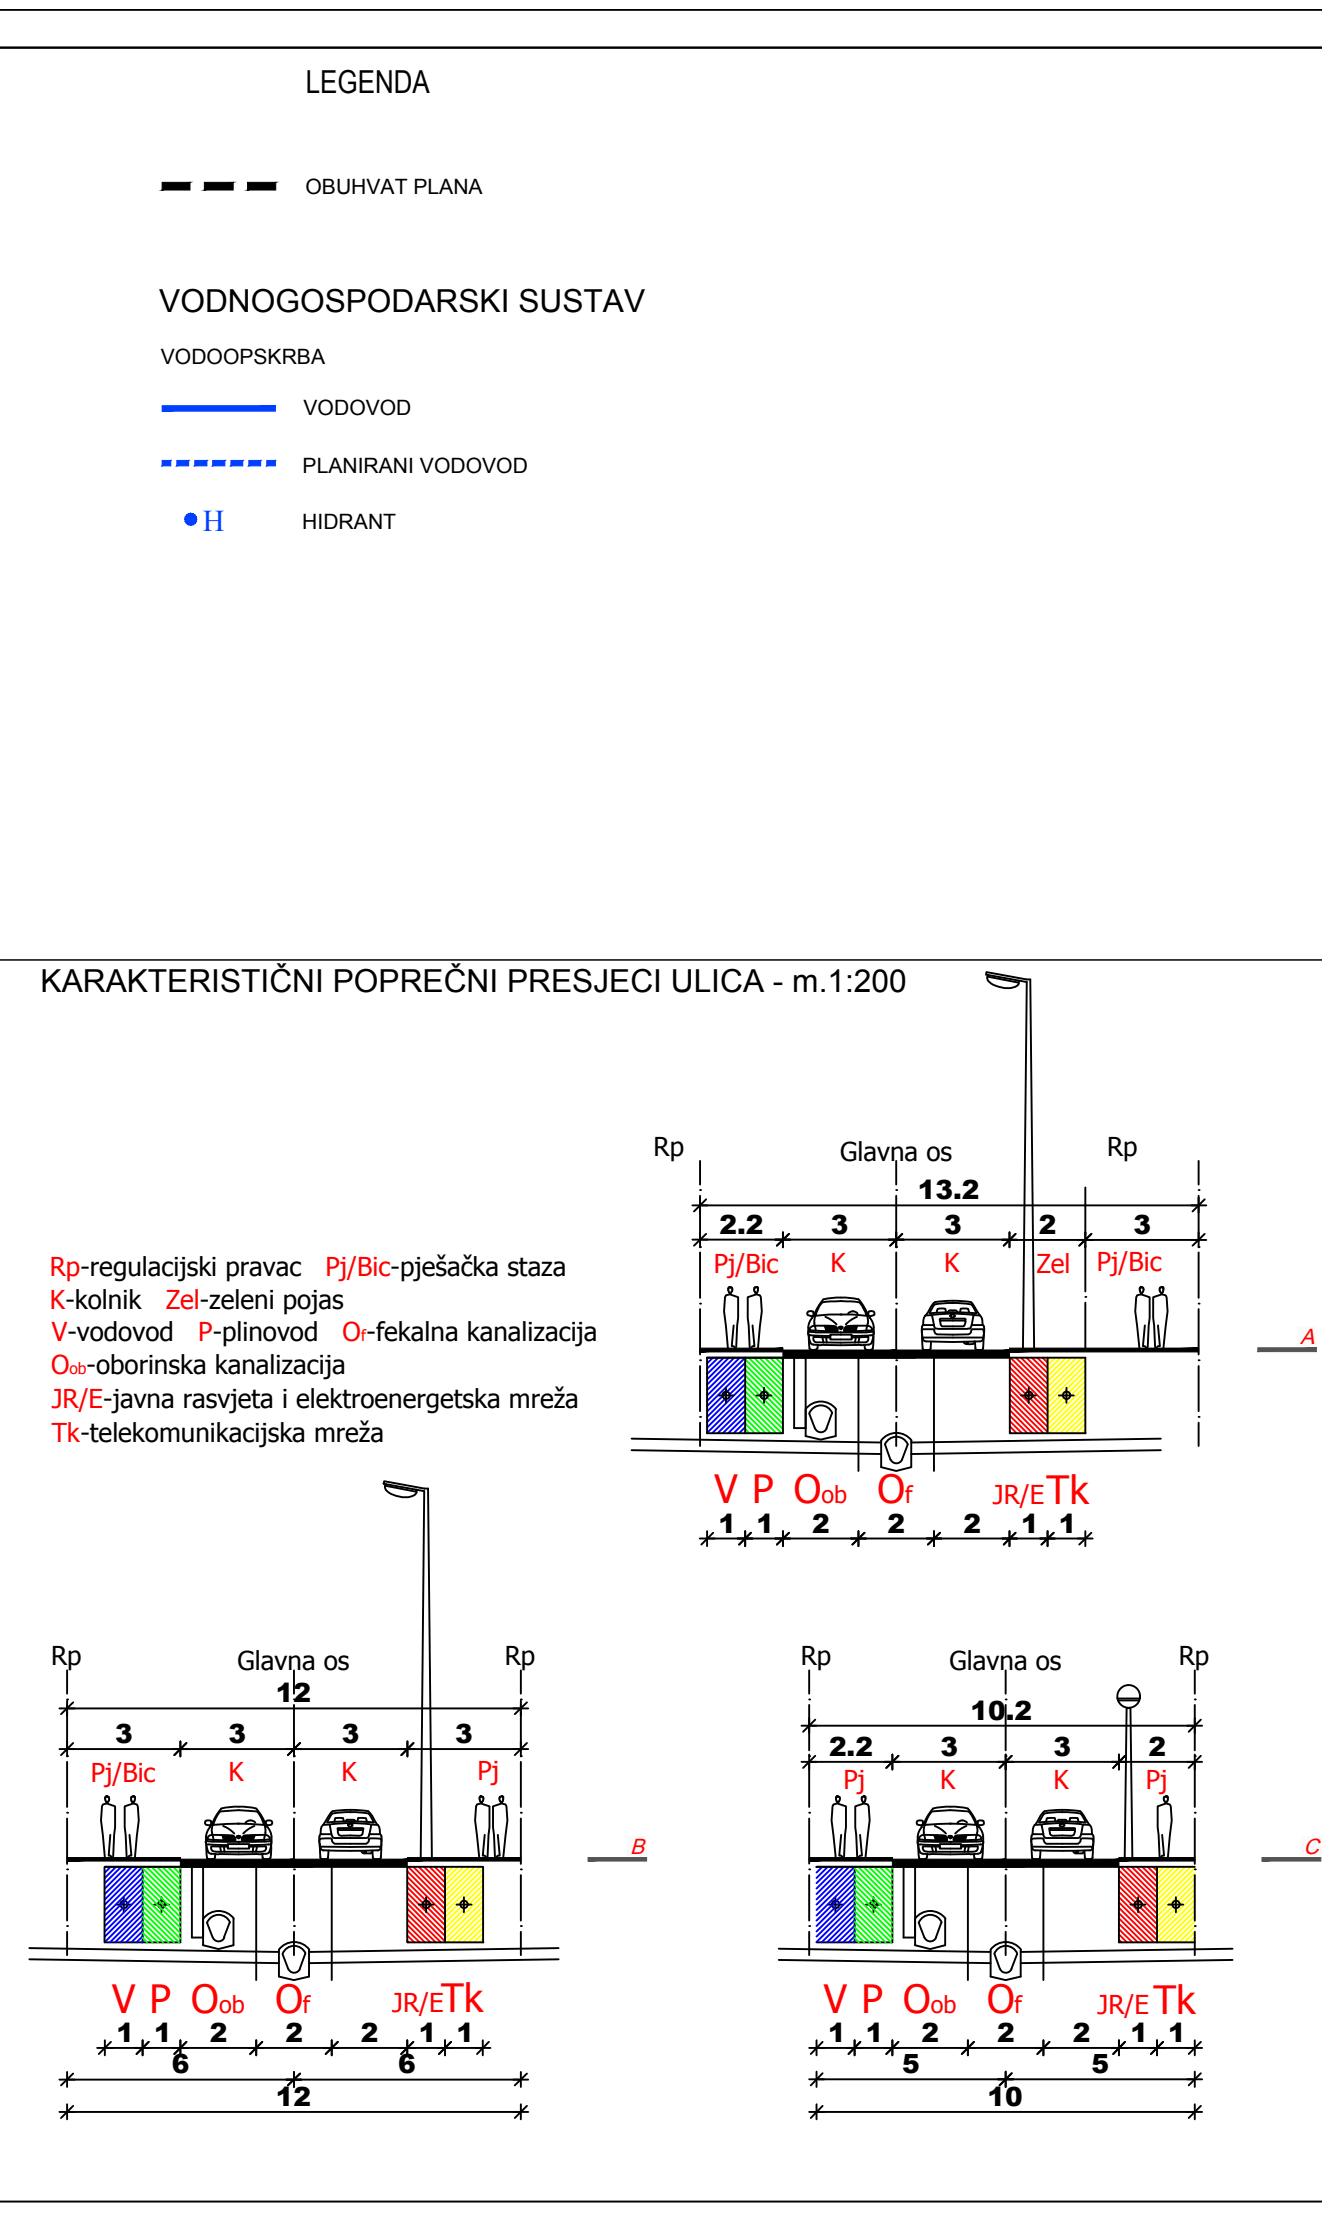 LEGENDA
OBUHVAT PLANA
VODNOGOSPODARSKI SUSTAV
VODOOPSKRBA
VODOVOD
PLANIRANI VODOVOD
H HIDRANT
KARAKTERISTIČNI POPREČNI PRESJECI ULICA - m.1:200
Rp Glavna os Rp
13.2
2.2 3 3 2 3
Pj/Bic K K Zel Pj/Bic
A
V P Oob Of JR/E Tk
1 1 2 2 2 1 1
Rp-regulacijski pravac Pj/Bic-pješačka staza
K-kolnik Zel-zeleni pojas
V-vodovod P-plinovod Of-fekalna kanalizacija
Oob-oborinska kanalizacija
JR/E-javna rasvjeta i elektroenergetska mreža
Tk-telekomunikacijska mreža
Rp Glavna os Rp
12
3 3 3 3
Pj/Bic K K Pj
B
V P Oob Of JR/E Tk
1 1 2 2 2 1 1
6 6
12
Rp Glavna os Rp
10.2
2.2 3 3 2
Pj K K Pj
C
V P Oob Of JR/E Tk
1 1 2 2 2 1 1
5 5
10